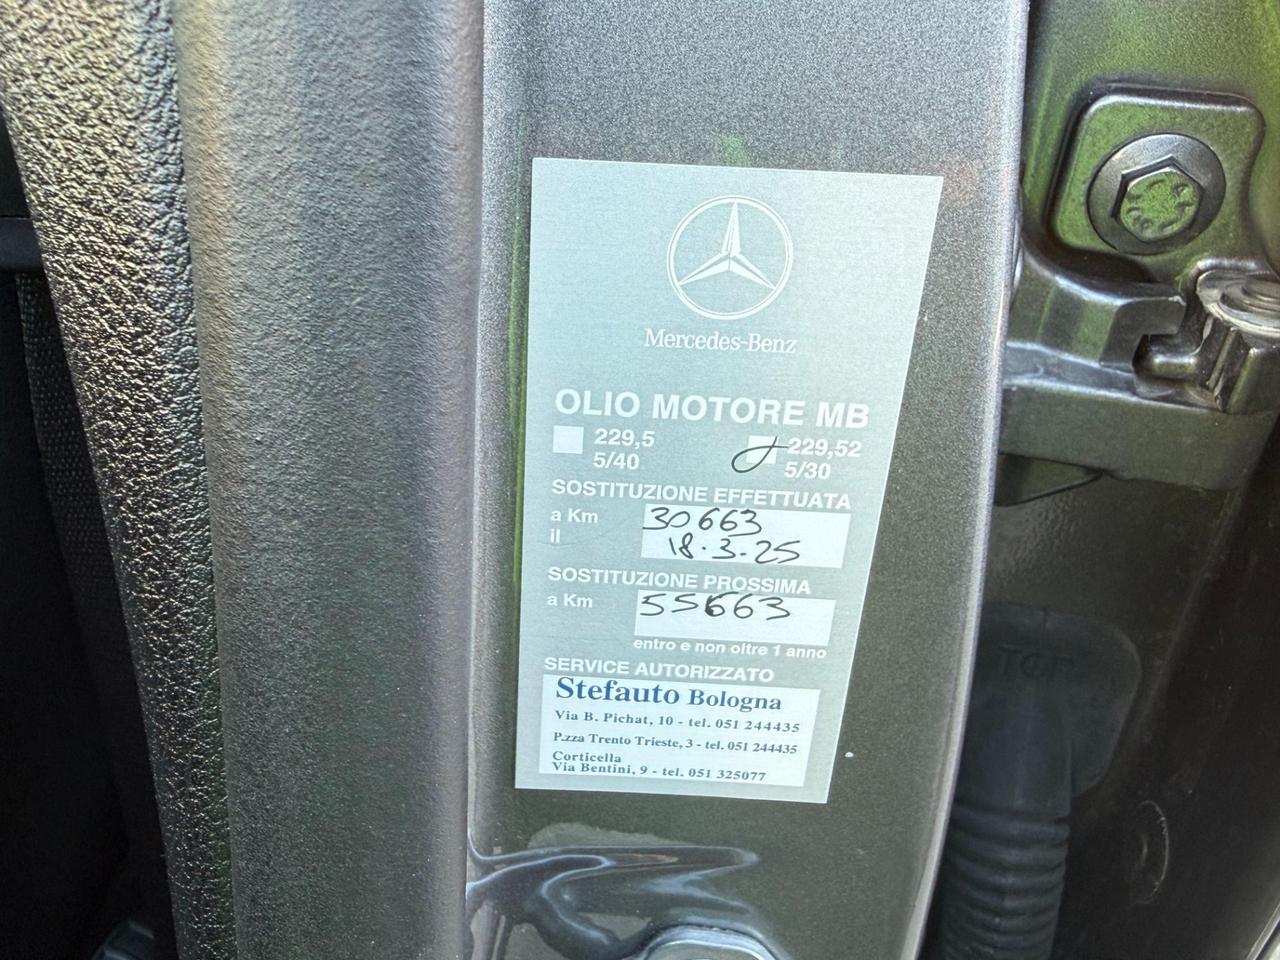 Mercedes-Benz
OLIO MOTORE MB
229,5 229,52
5/40 5/30
SOSTITUZIONE EFFETTUATA
a Km 30663
il 18.3.25
SOSTITUZIONE PROSSIMA
a Km 55663
entro e non oltre 1 anno
SERVICE AUTORIZZATO
Stefauto Bologna
Via B. Pichat, 10 - tel. 051 244435
P.zza Trento Trieste, 3 - tel. 051 244435
Corticella
Via Bentini, 9 - tel. 051 325077